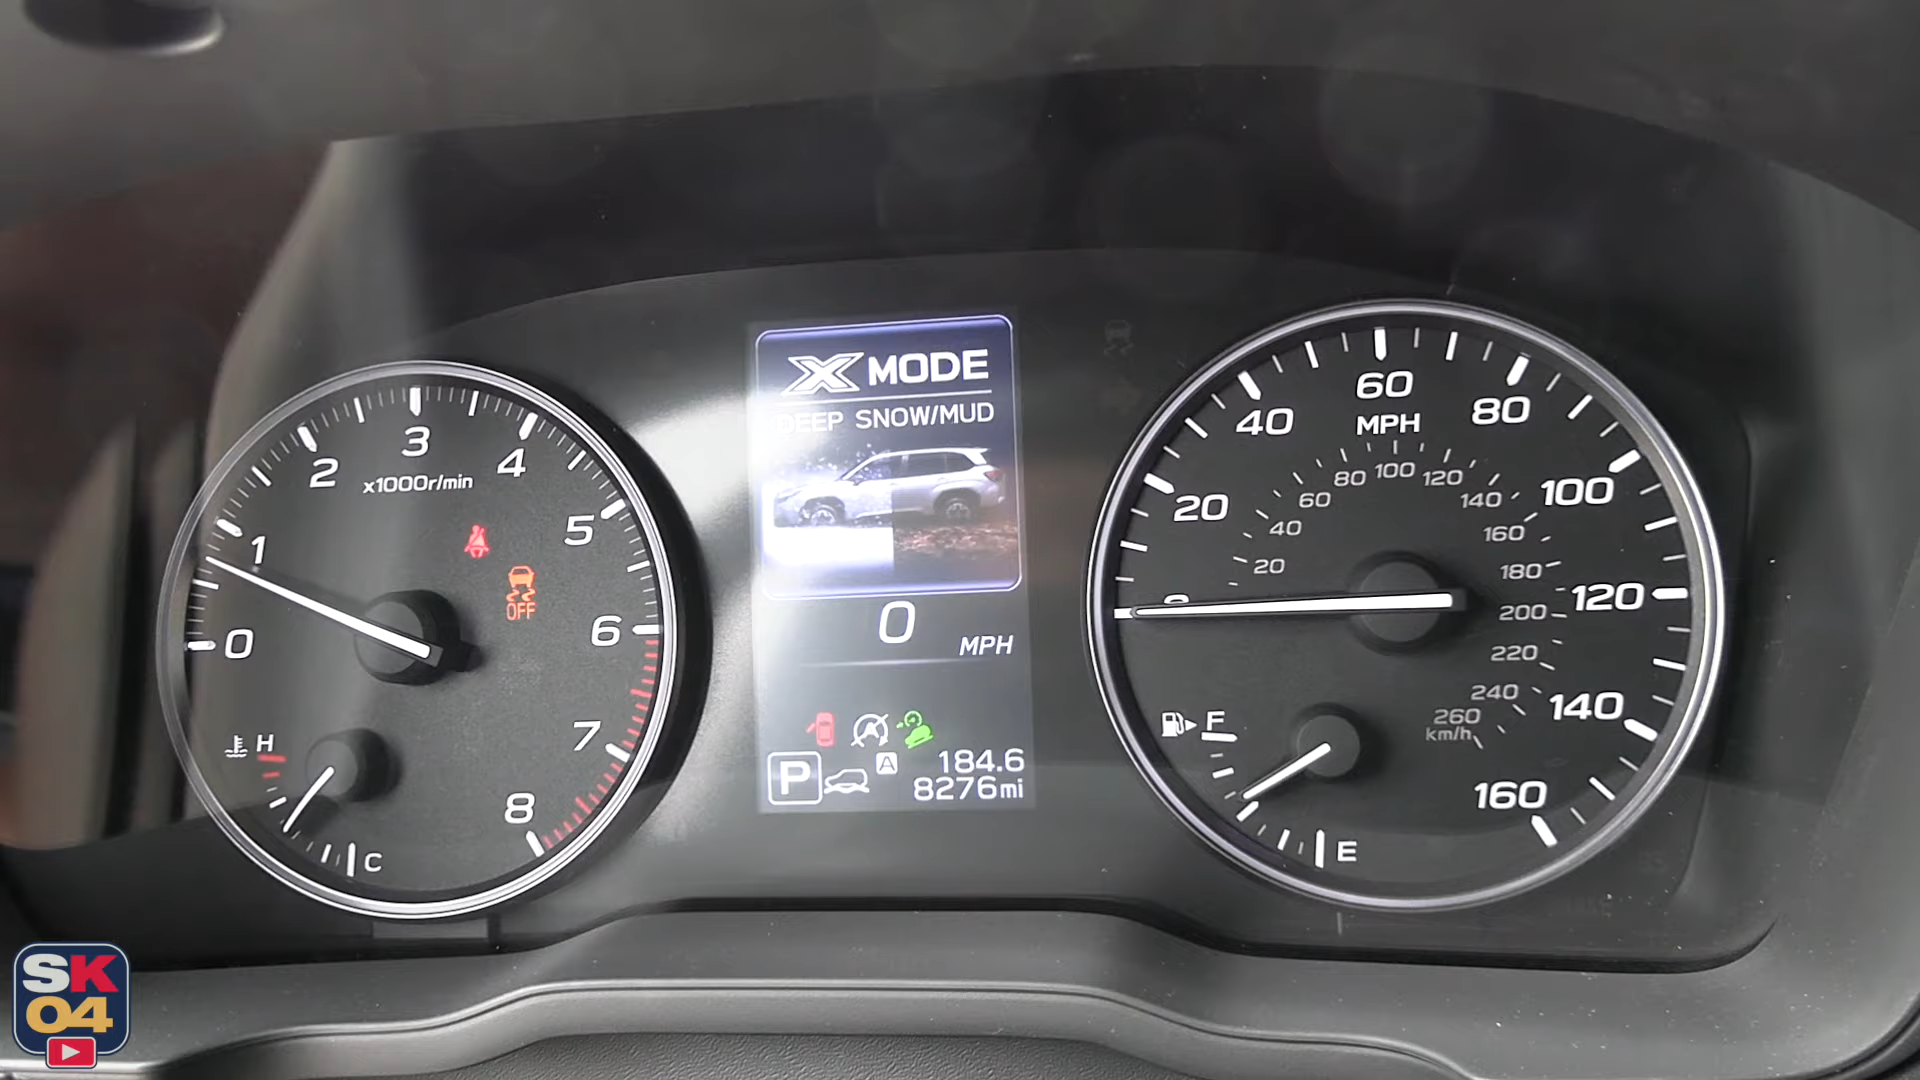 X MODE
DEEP SNOW/MUD
0
MPH
P
A
184.6
8276mi
0
1
2
3
4
5
6
7
8
x1000r/min
OFF
H
C
20
40
60
80
100
120
140
160
MPH
20
40
60
80
100
120
140
160
180
200
220
240
260
km/h
F
E
SK
04